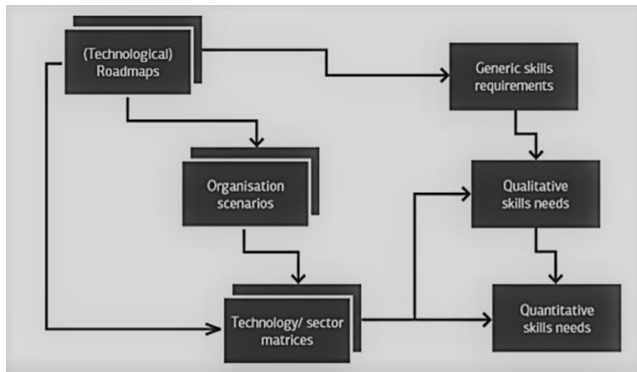 (Technological)
Roadmaps
Generic skills
requirements
Organisation
scenarios
Qualitative
skills needs
Technology/ sector
matrices
Quantitative
skills needs